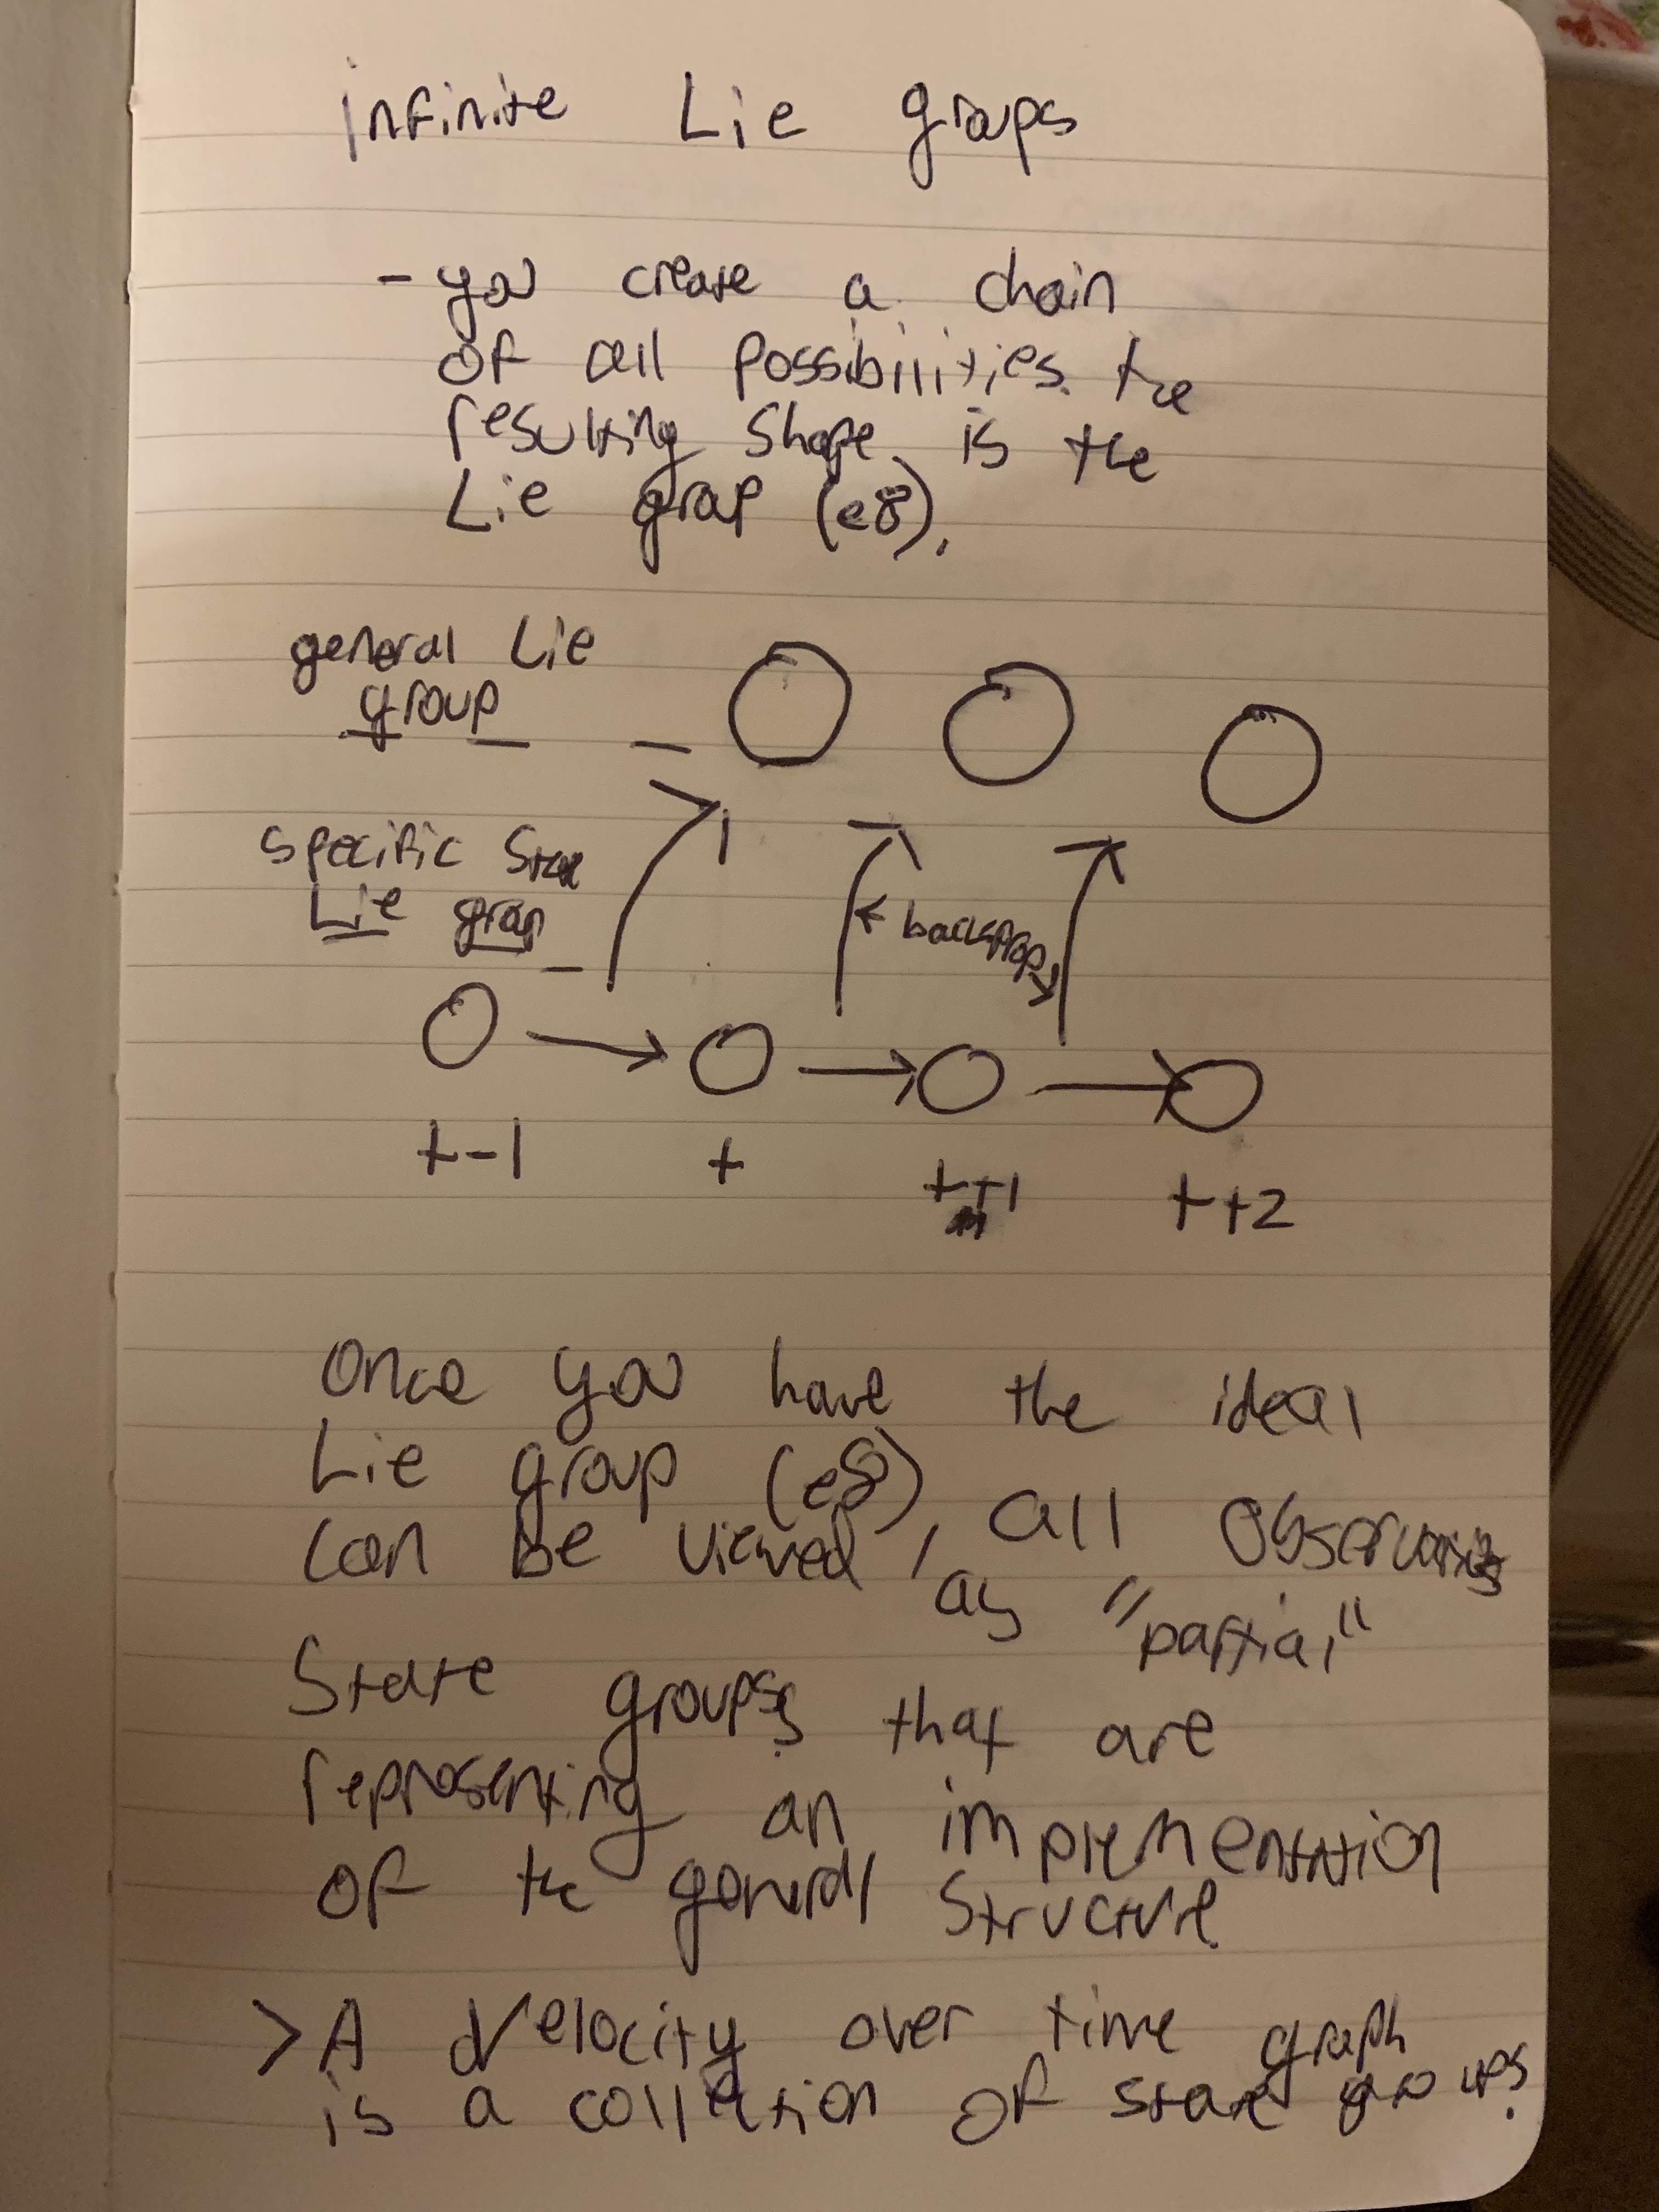 infinite Lie groups
- you create a chain
of all possibilities. the
resulting shape is the
Lie group (e8).
general Lie
group
specific state
Lie group
backprop
t-1
t
t+1
t+2
Once you have the ideal
Lie group (e8), all observations
can be viewed as "partial"
state groups that are
representing an implementation
of the general structure.
> A velocity over time graph
is a collection of state groups.